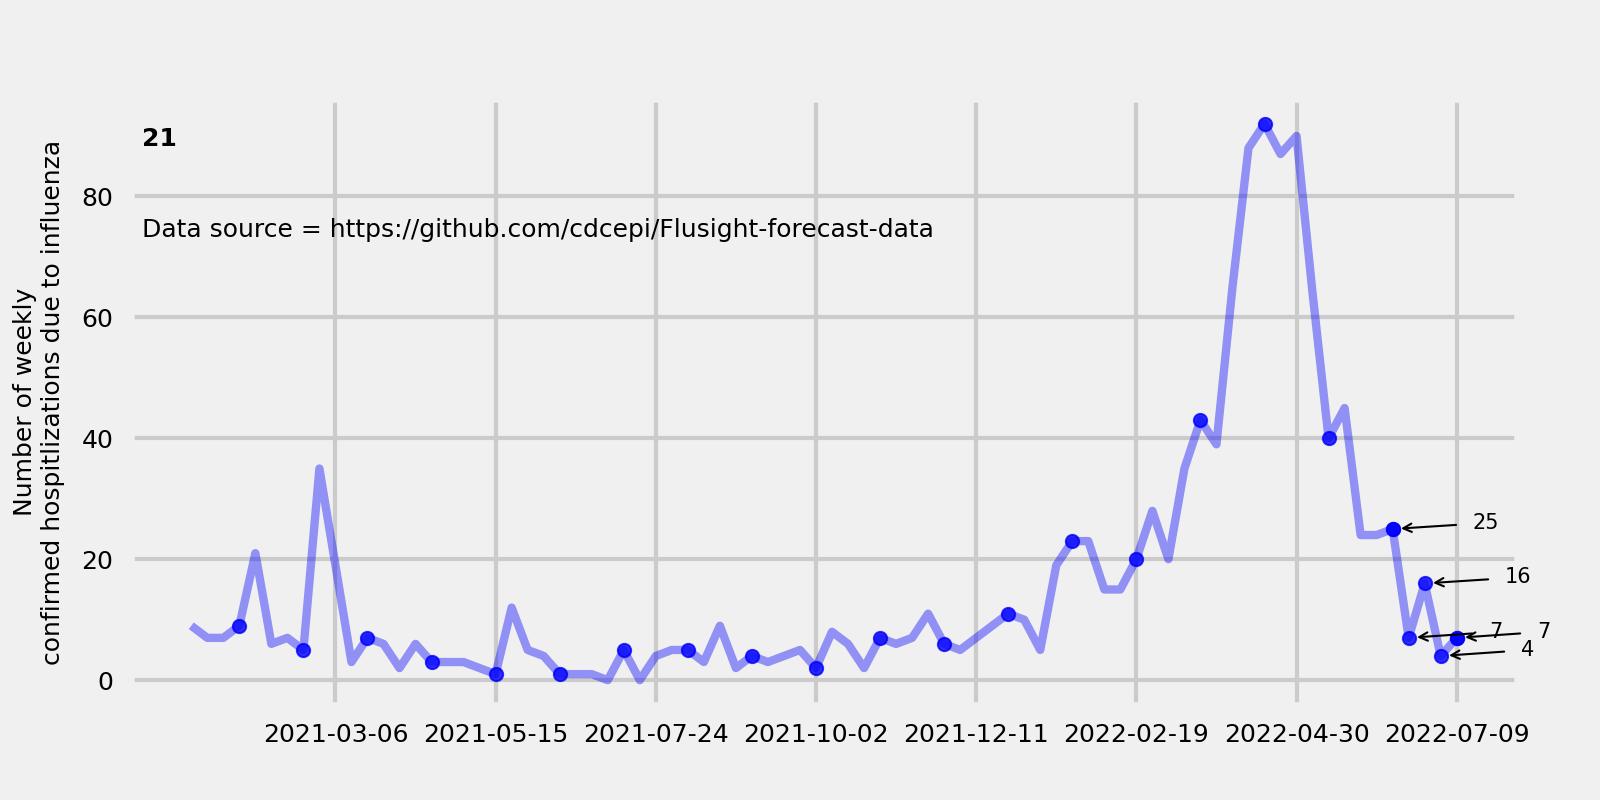 21
Data source = https://github.com/cdcepi/Flusight-forecast-data
Number of weekly
confirmed hospitlizations due to influenza
80
60
40
20
0
25
16
7
7
4
2021-03-06 2021-05-15 2021-07-24 2021-10-02 2021-12-11 2022-02-19 2022-04-30 2022-07-09